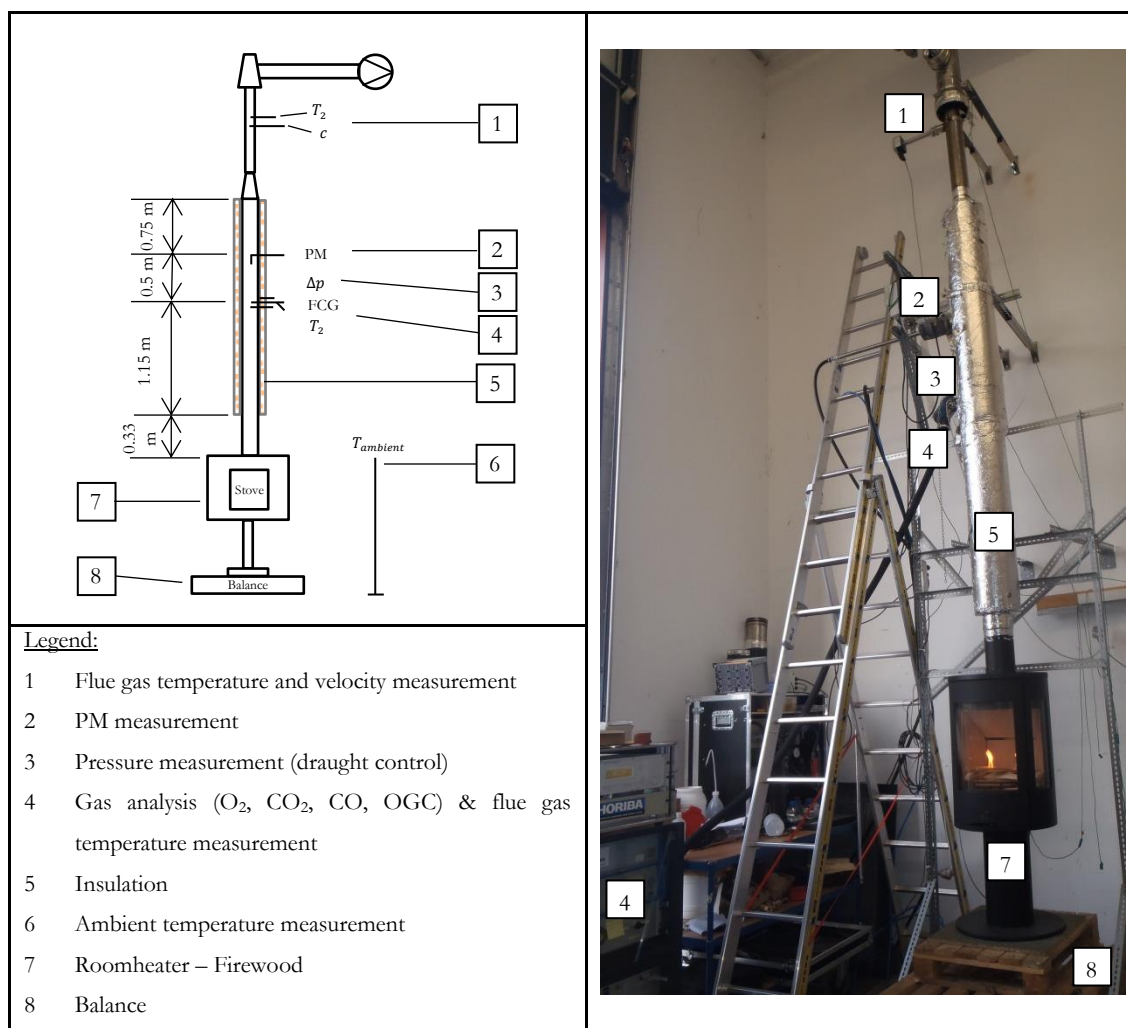 T₂
c
1
0.75 m
PM
2
0.5 m
Δp
3
FCG
T₂
4
1.15 m
5
0.33
m
T_ambient
6
7
Stove
8
Balance
Legend:
1 Flue gas temperature and velocity measurement
2 PM measurement
3 Pressure measurement (draught control)
4 Gas analysis (O₂, CO₂, CO, OGC) & flue gas
temperature measurement
5 Insulation
6 Ambient temperature measurement
7 Roomheater – Firewood
8 Balance
1
2
3
4
5
HORIBA
7
4
8